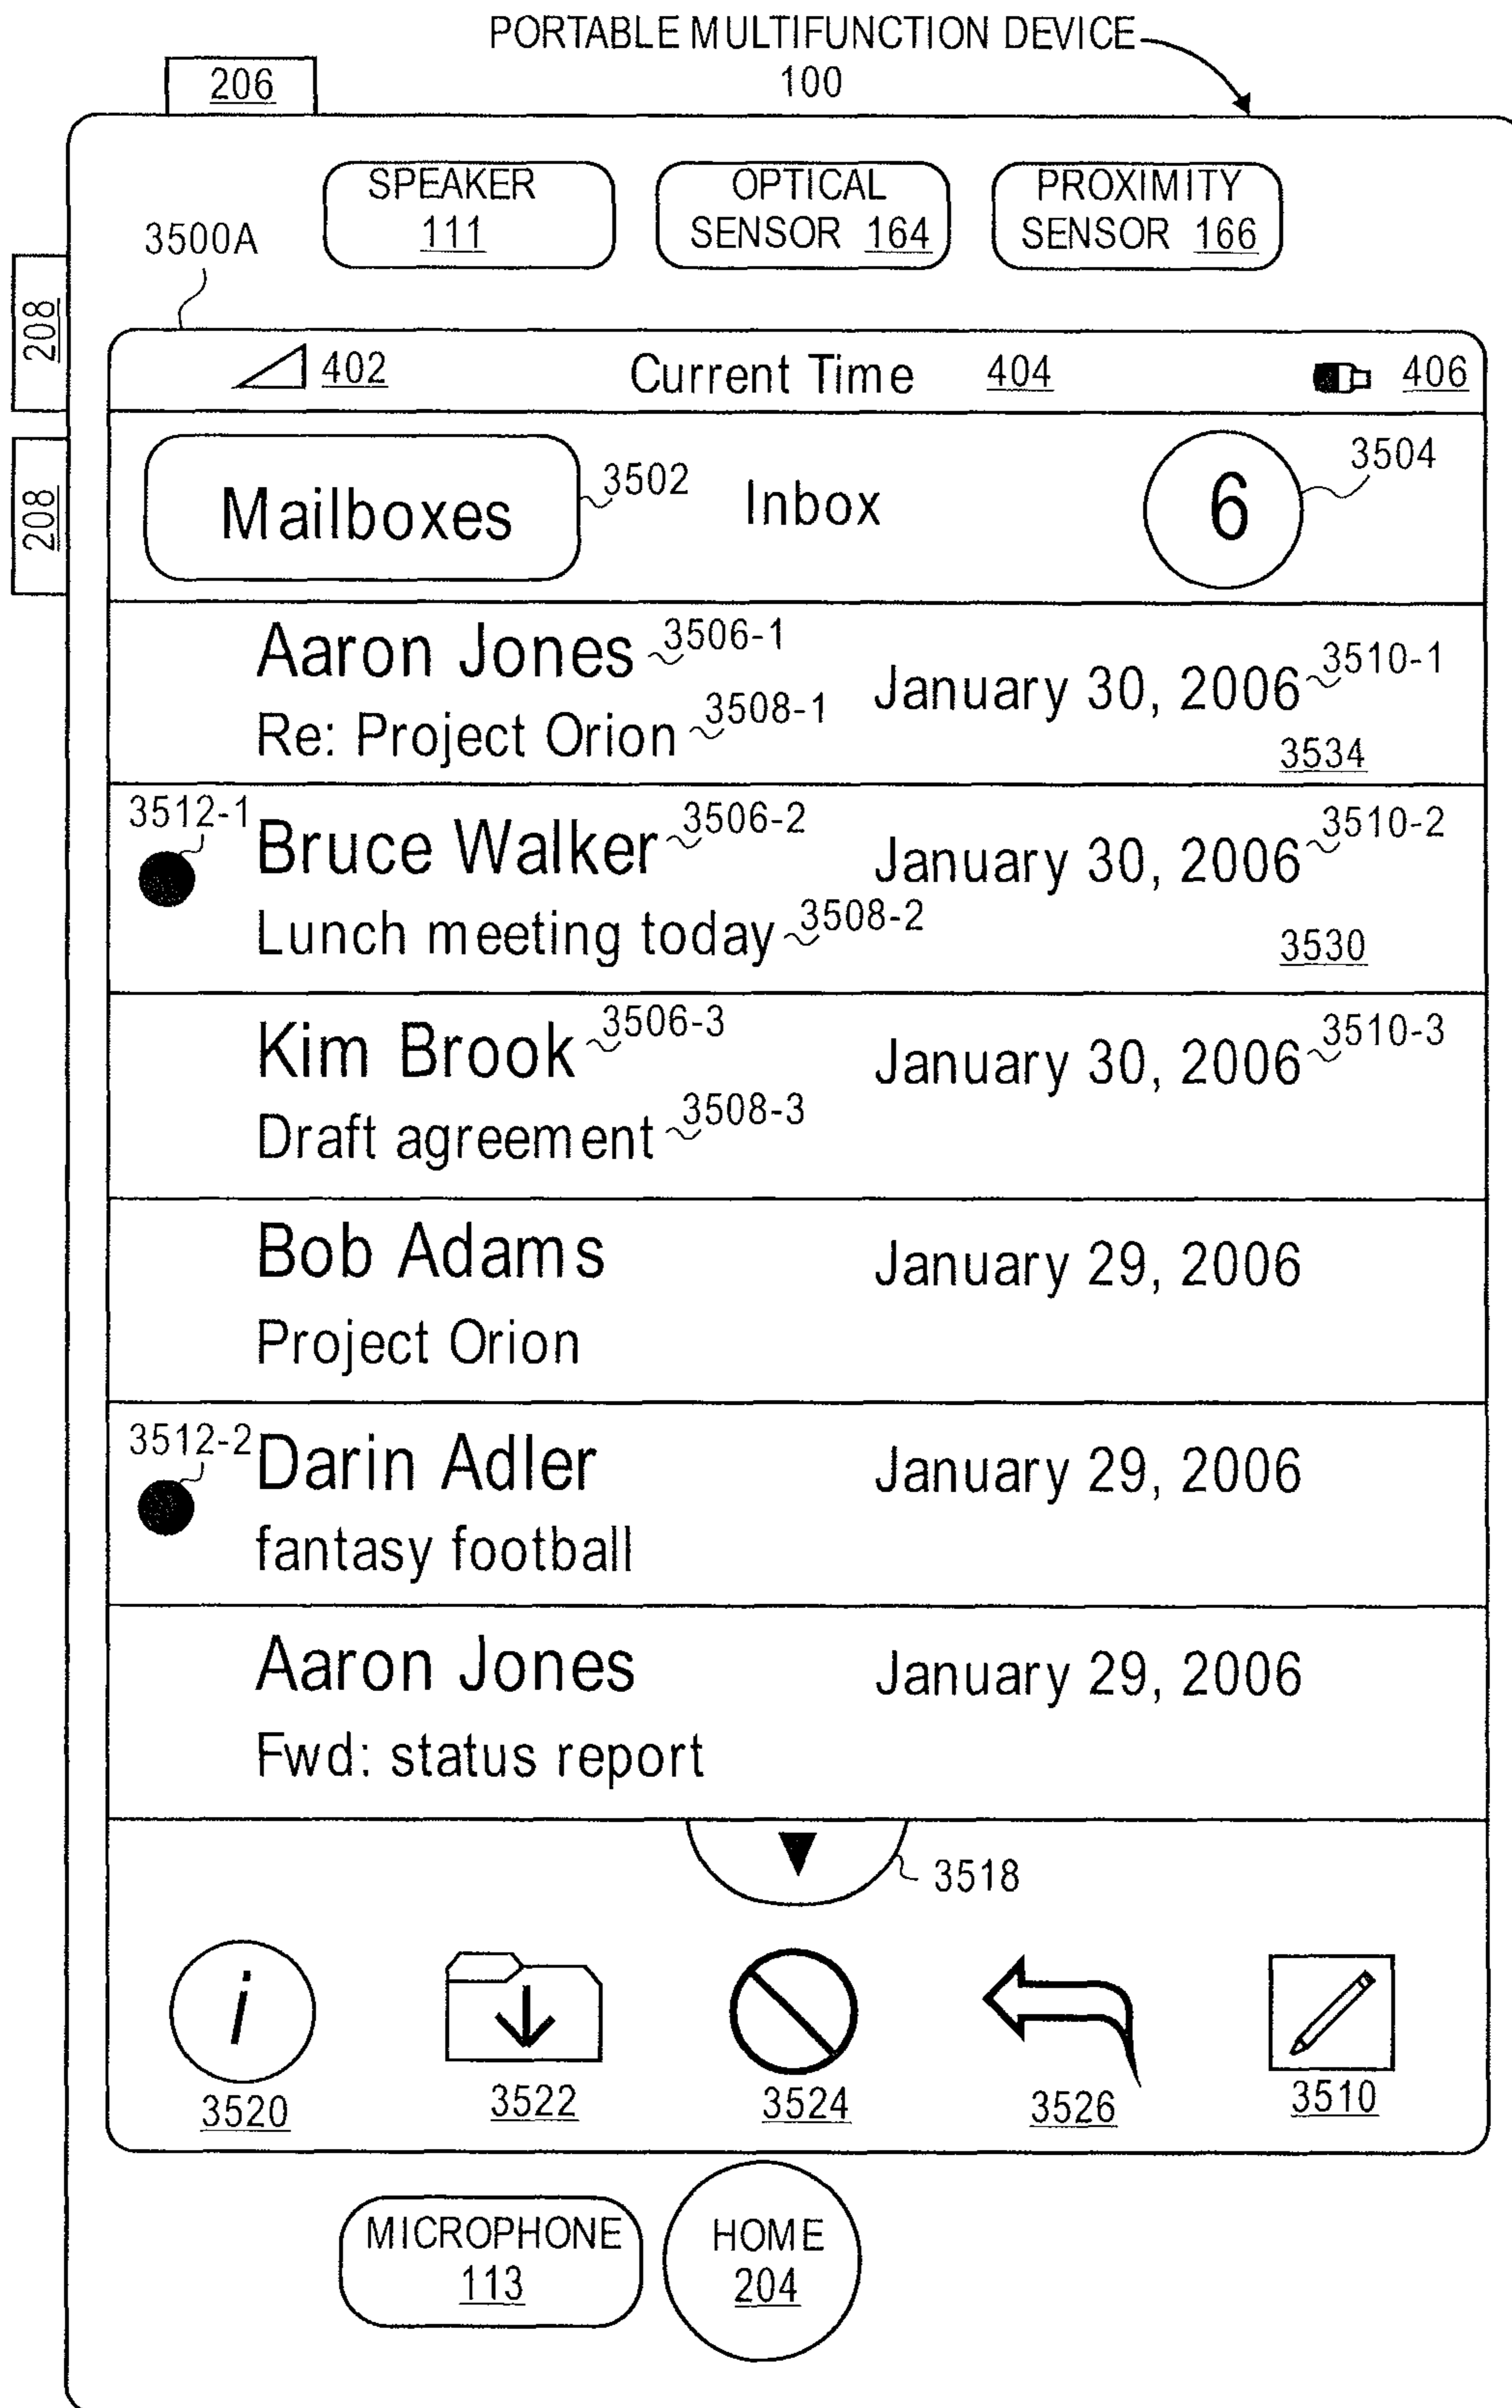 PORTABLE MULTIFUNCTION DEVICE
100
206
SPEAKER
111
OPTICAL
SENSOR 164
PROXIMITY
SENSOR 166
3500A
208
208
402 Current Time 404 406
Mailboxes 3502 Inbox 6 3504
Aaron Jones 3506-1
January 30, 2006 3510-1
Re: Project Orion 3508-1
3534
3512-1
Bruce Walker 3506-2
January 30, 2006 3510-2
Lunch meeting today 3508-2
3530
Kim Brook 3506-3
January 30, 2006 3510-3
Draft agreement 3508-3
Bob Adams
January 29, 2006
Project Orion
3512-2
Darin Adler
January 29, 2006
fantasy football
Aaron Jones
January 29, 2006
Fwd: status report
3518
i
3520 3522 3524 3526 3510
MICROPHONE
113
HOME
204